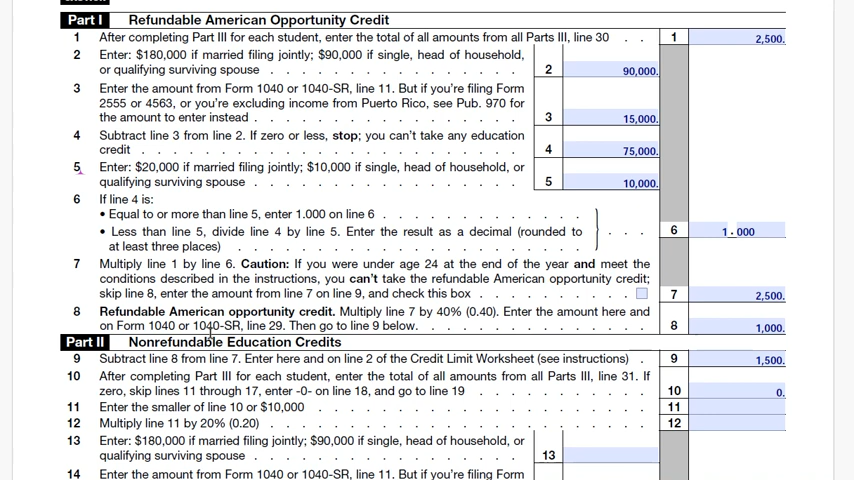 Part I Refundable American Opportunity Credit
1 After completing Part III for each student, enter the total of all amounts from all Parts III, line 30 . . 1 2,500.
2 Enter: $180,000 if married filing jointly; $90,000 if single, head of household,
or qualifying surviving spouse . . . . . . . . . . . . . . . . . 2 90,000.
3 Enter the amount from Form 1040 or 1040-SR, line 11. But if you're filing Form
2555 or 4563, or you're excluding income from Puerto Rico, see Pub. 970 for
the amount to enter instead . . . . . . . . . . . . . . . . . . 3 15,000.
4 Subtract line 3 from line 2. If zero or less, stop; you can't take any education
credit . . . . . . . . . . . . . . . . . . . . . . . . . 4 75,000.
5 Enter: $20,000 if married filing jointly; $10,000 if single, head of household, or
qualifying surviving spouse . . . . . . . . . . . . . . . . . . 5 10,000.
6 If line 4 is:
• Equal to or more than line 5, enter 1.000 on line 6 . . . . . . . . . . . . .
• Less than line 5, divide line 4 by line 5. Enter the result as a decimal (rounded to . . . 6 1.000
at least three places) . . . . . . . . . . . . . . . . . . . . . .
7 Multiply line 1 by line 6. Caution: If you were under age 24 at the end of the year and meet the
conditions described in the instructions, you can't take the refundable American opportunity credit;
skip line 8, enter the amount from line 7 on line 9, and check this box . . . . . . . . . . 7 2,500.
8 Refundable American opportunity credit. Multiply line 7 by 40% (0.40). Enter the amount here and
on Form 1040 or 1040-SR, line 29. Then go to line 9 below. . . . . . . . . . . . . . 8 1,000.
Part II Nonrefundable Education Credits
9 Subtract line 8 from line 7. Enter here and on line 2 of the Credit Limit Worksheet (see instructions) . 9 1,500.
10 After completing Part III for each student, enter the total of all amounts from all Parts III, line 31. If
zero, skip lines 11 through 17, enter -0- on line 18, and go to line 19 . . . . . . . . . . 10 0.
11 Enter the smaller of line 10 or $10,000 . . . . . . . . . . . . . . . . . . . 11
12 Multiply line 11 by 20% (0.20) . . . . . . . . . . . . . . . . . . . . . . 12
13 Enter: $180,000 if married filing jointly; $90,000 if single, head of household, or
qualifying surviving spouse . . . . . . . . . . . . . . . . . . 13
14 Enter the amount from Form 1040 or 1040-SR, line 11. But if you're filing Form